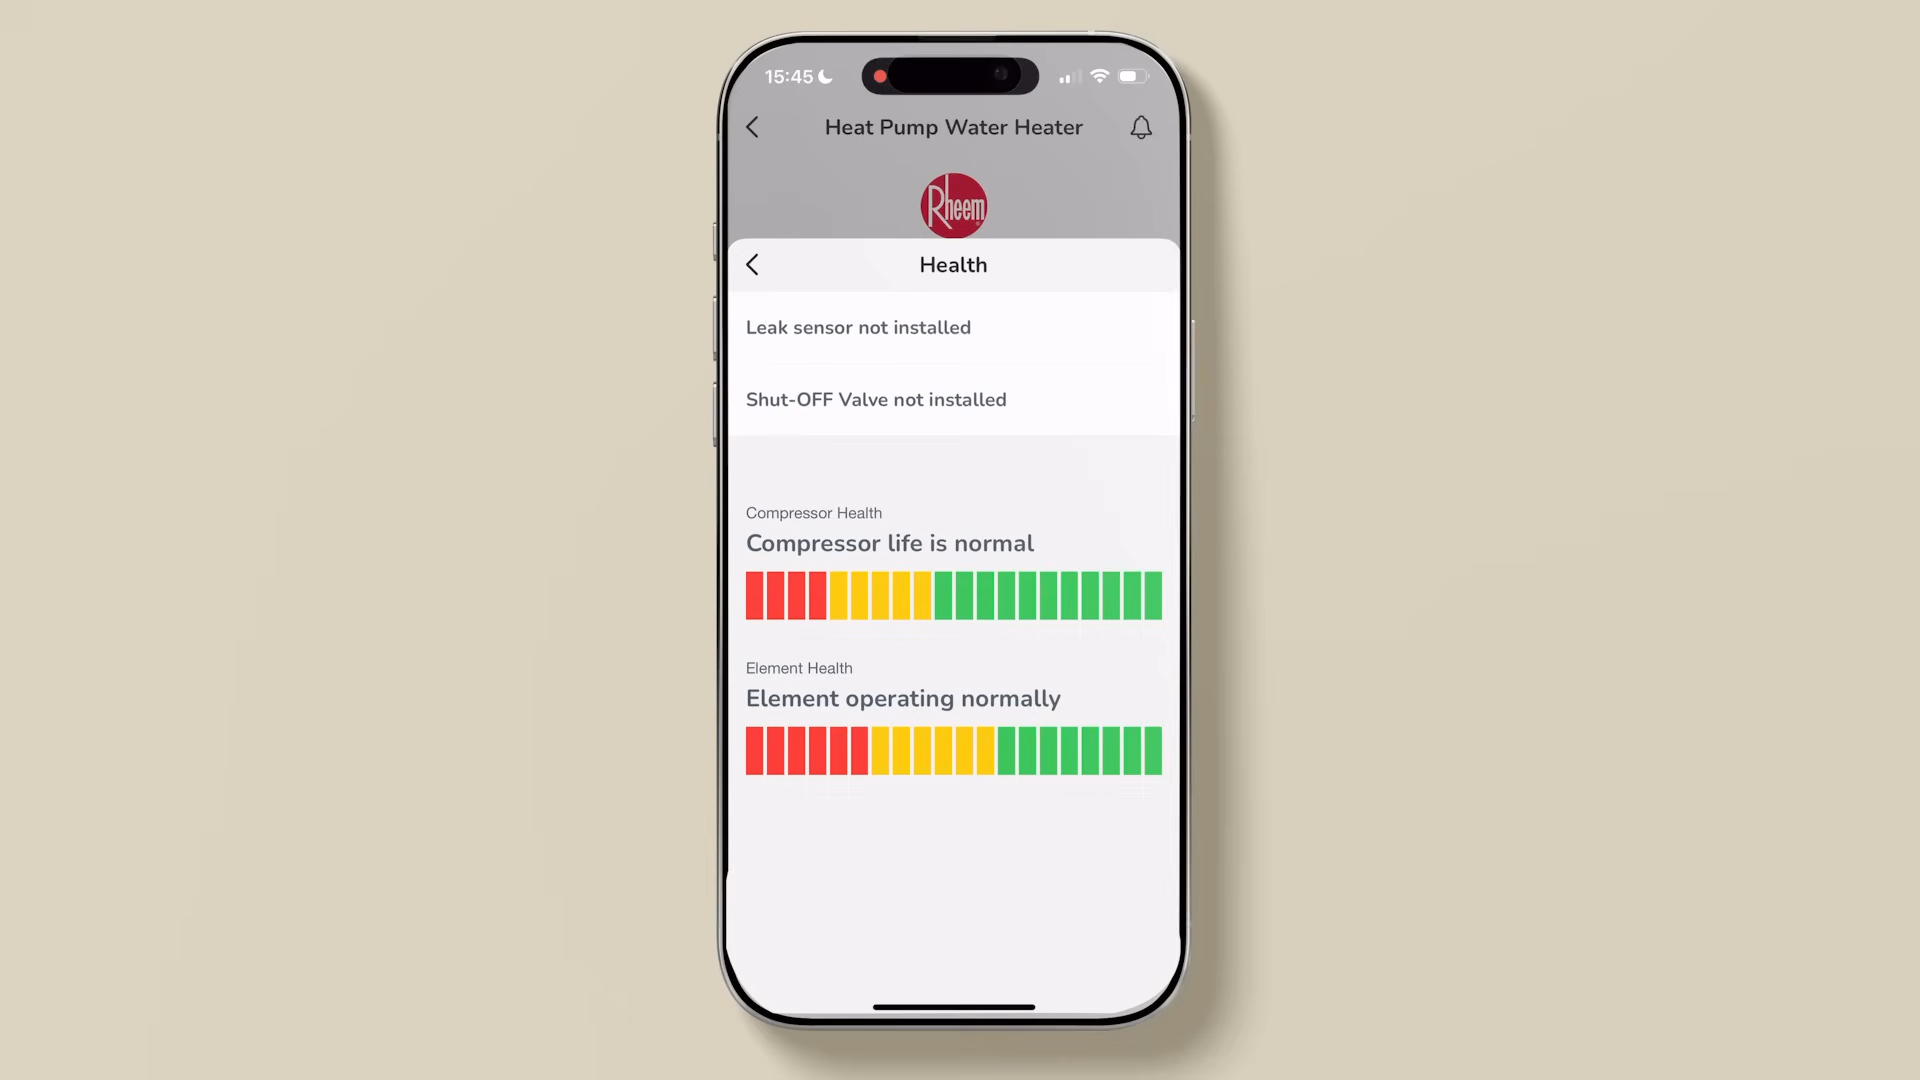 15:45
Heat Pump Water Heater
Rheem
Health
Leak sensor not installed
Shut-OFF Valve not installed
Compressor Health
Compressor life is normal
Element Health
Element operating normally